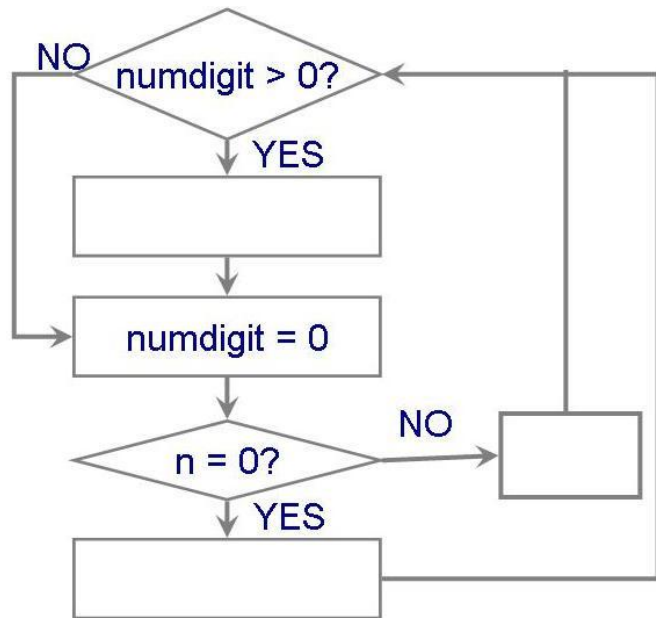 NO
numdigit > 0?
YES
numdigit = 0
n = 0?
NO
YES